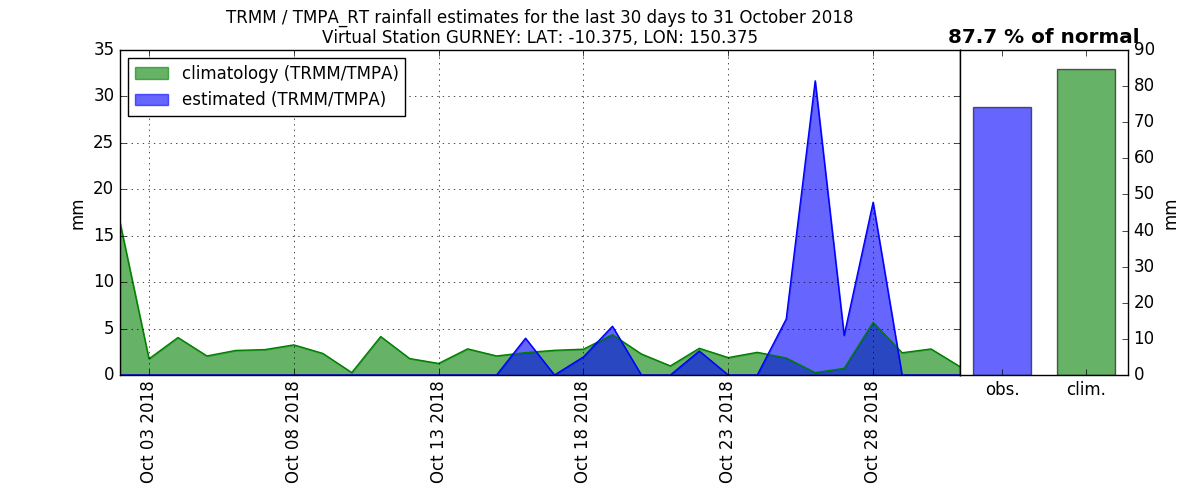 TRMM / TMPA_RT rainfall estimates for the last 30 days to 31 October 2018
Virtual Station GURNEY: LAT: -10.375, LON: 150.375
87.7 % of normal
climatology (TRMM/TMPA)
estimated (TRMM/TMPA)
35
30
25
20
15
10
5
0
mm
Oct 03 2018
Oct 08 2018
Oct 13 2018
Oct 18 2018
Oct 23 2018
Oct 28 2018
obs.
clim.
90
80
70
60
50
40
30
20
10
0
mm